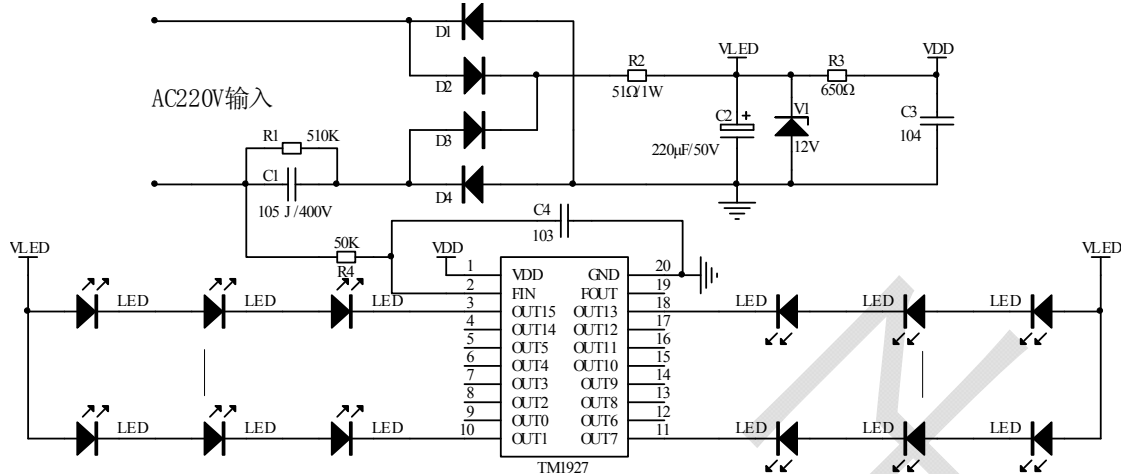 D1
D2
AC220V输入
D3
D4
R1 510K
C1
105 J/400V
R2
51Ω/1W
VLED
C2 +
220μF/50V
V1
12V
R3
650Ω
VDD
C3
104
C4
103
50K
R4
VDD
VLED
VLED
LED LED LED
LED LED LED
LED LED LED
LED LED LED
1 VDD GND 20
2 FIN FOUT 19
3 OUT15 OUT13 18
4 OUT14 OUT12 17
5 OUT5 OUT11 16
6 OUT4 OUT10 15
7 OUT3 OUT9 14
8 OUT2 OUT8 13
9 OUT0 OUT6 12
10 OUT1 OUT7 11
TM1927